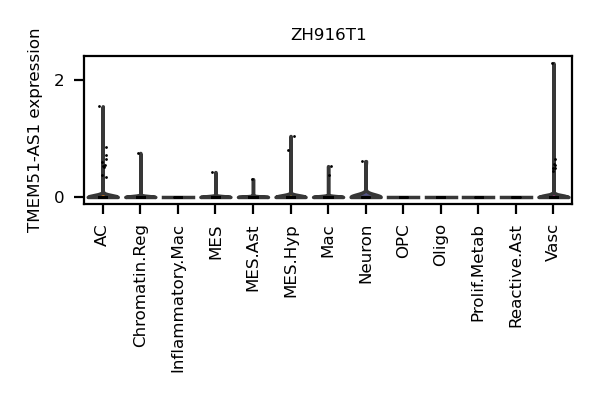 ZH916T1
TMEM51-AS1 expression
2
0
AC
Chromatin.Reg
Inflammatory.Mac
MES
MES.Ast
MES.Hyp
Mac
Neuron
OPC
Oligo
Prolif.Metab
Reactive.Ast
Vasc